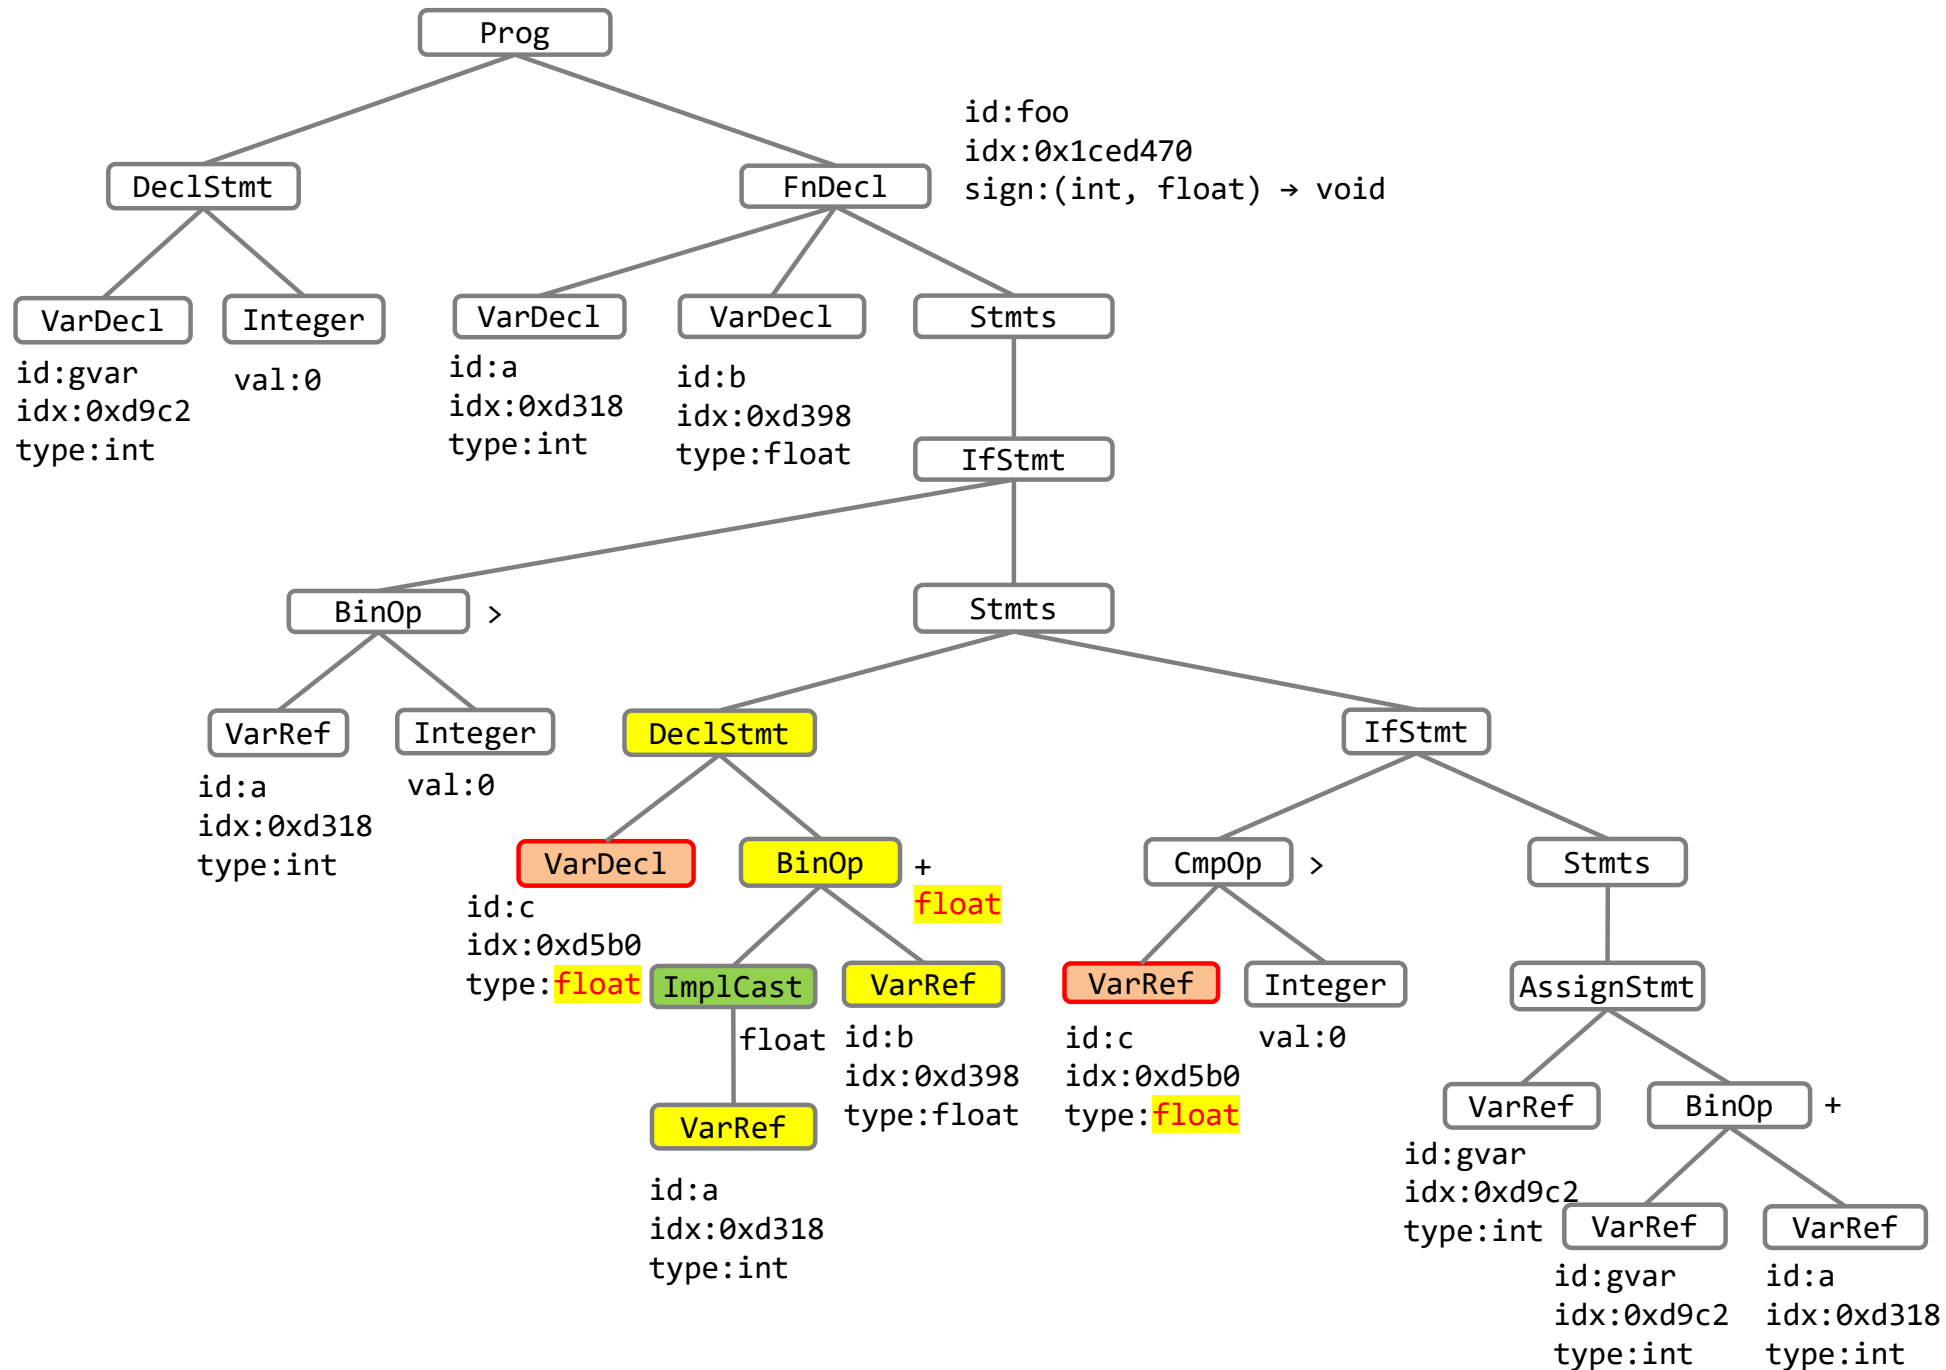 Prog
id:foo
idx:0x1ced470
sign:(int, float) → void
DeclStmt
FnDecl
VarDecl
Integer
VarDecl
VarDecl
Stmts
id:gvar
idx:0xd9c2
type:int
val:0
id:a
idx:0xd318
type:int
id:b
idx:0xd398
type:float
IfStmt
BinOp >
Stmts
VarRef
Integer
DeclStmt
IfStmt
id:a
idx:0xd318
type:int
val:0
VarDecl
BinOp +
float
CmpOp >
Stmts
id:c
idx:0xd5b0
type:float
ImplCast
float
VarRef
VarRef
Integer
AssignStmt
id:b
idx:0xd398
type:float
id:c
idx:0xd5b0
type:float
val:0
VarRef
id:a
idx:0xd318
type:int
VarRef
BinOp +
id:gvar
idx:0xd9c2
type:int
VarRef
VarRef
id:gvar
idx:0xd9c2
type:int
id:a
idx:0xd318
type:int